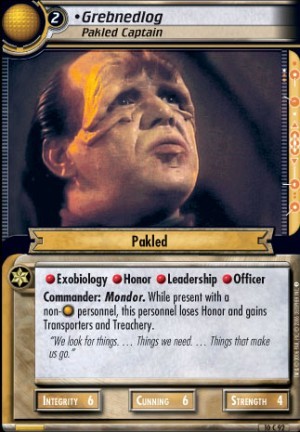 2 •Grebnedlog
Pakled Captain
Pakled
Exobiology Honor Leadership Officer
Commander: Mondor. While present with a
non- personnel, this personnel loses Honor and gains
Transporters and Treachery.
"We look for things. … Things we need. … Things that make
us go."
INTEGRITY 6 CUNNING 6 STRENGTH 4
10 C 92